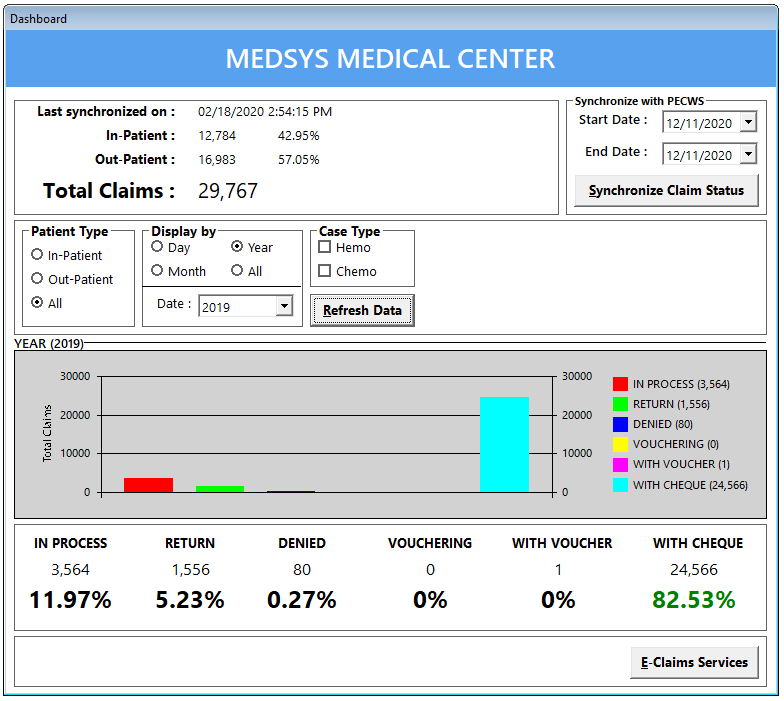 Dashboard
MEDSYS MEDICAL CENTER
Last synchronized on : 02/18/2020 2:54:15 PM
In-Patient : 12,784 42.95%
Out-Patient : 16,983 57.05%
Total Claims : 29,767
Synchronize with PECWS
Start Date : 12/11/2020
End Date : 12/11/2020
Synchronize Claim Status
Patient Type
In-Patient
Out-Patient
All
Display by
Day Year
Month All
Date : 2019
Case Type
Hemo
Chemo
Refresh Data
YEAR (2019)
Total Claims
30000
20000
10000
0
30000
20000
10000
0
IN PROCESS (3,564)
RETURN (1,556)
DENIED (80)
VOUCHERING (0)
WITH VOUCHER (1)
WITH CHEQUE (24,566)
IN PROCESS RETURN DENIED VOUCHERING WITH VOUCHER WITH CHEQUE
3,564 1,556 80 0 1 24,566
11.97% 5.23% 0.27% 0% 0% 82.53%
E-Claims Services